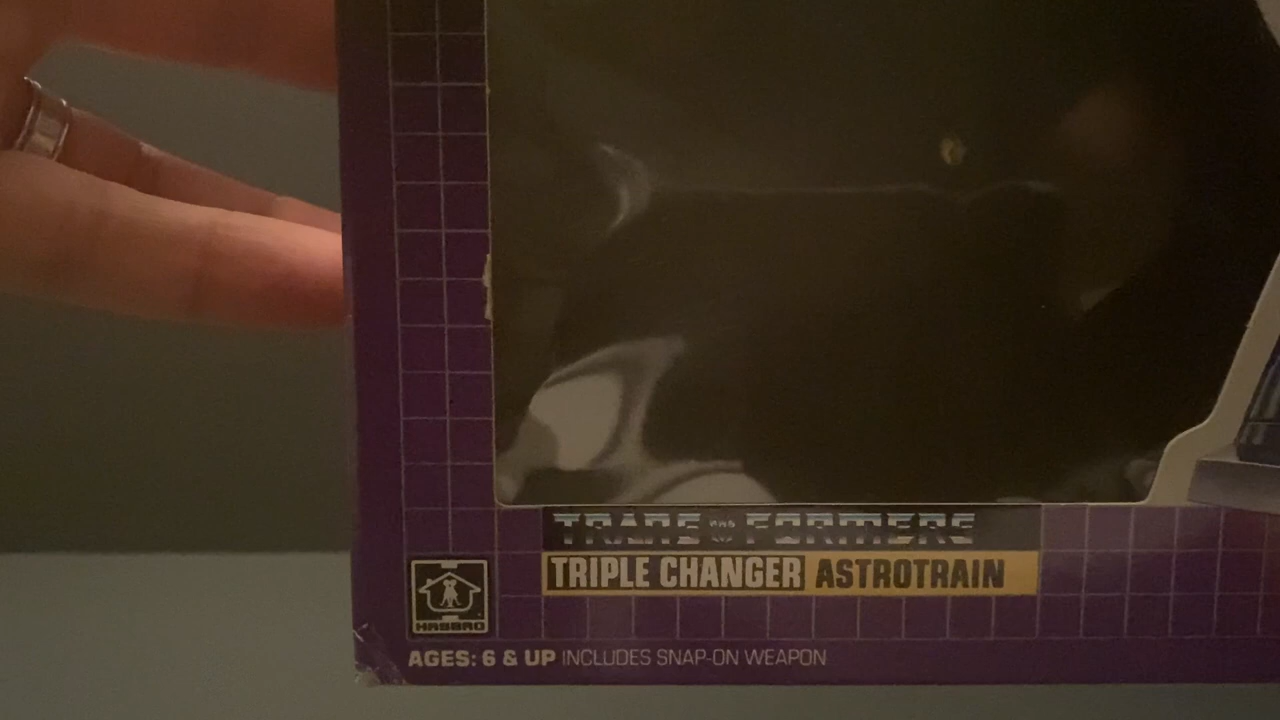 TRANSFORMERS
TRIPLE CHANGER ASTROTRAIN
HASBRO
AGES: 6 & UP INCLUDES SNAP-ON WEAPON